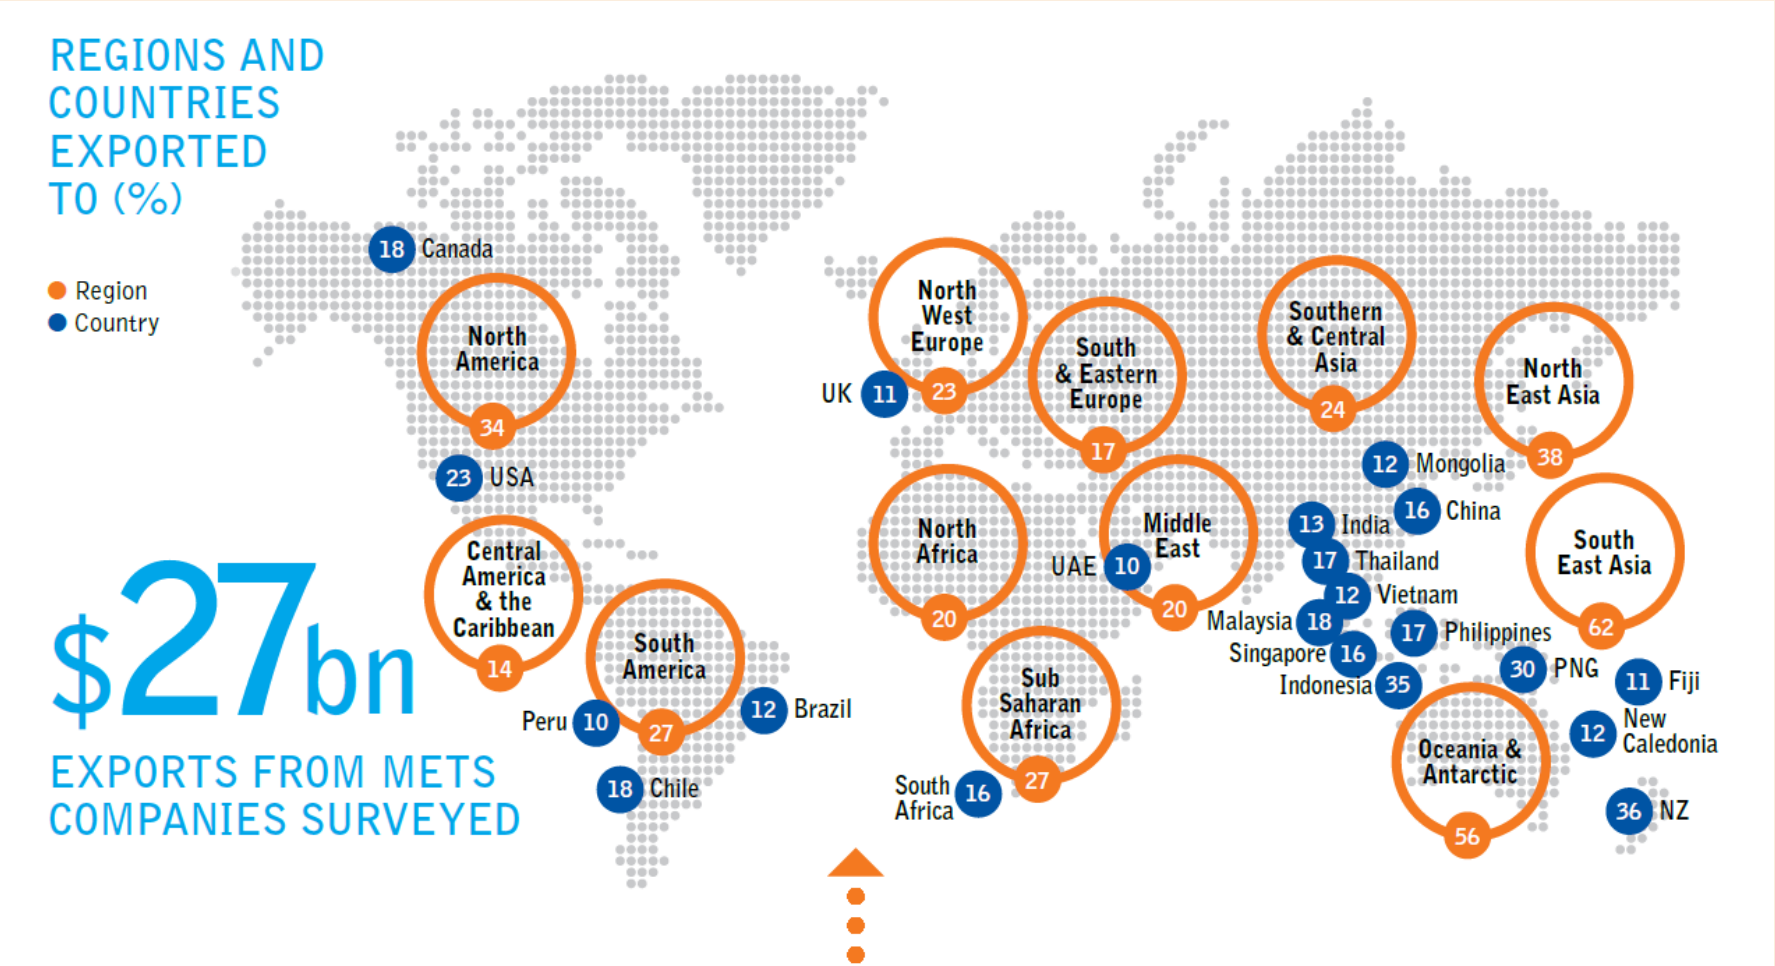 REGIONS AND
COUNTRIES
EXPORTED
TO (%)
Region
Country
18 Canada
North
America
34
23 USA
Central
America
& the
Caribbean
14
South
America
27
Peru 10
12 Brazil
18 Chile
$27bn
EXPORTS FROM METS
COMPANIES SURVEYED
North
West
Europe
23
UK 11
South
& Eastern
Europe
17
North
Africa
20
Middle
East
20
UAE 10
Sub
Saharan
Africa
27
South
Africa
16
Southern
& Central
Asia
24
North
East Asia
38
12 Mongolia
16 China
13 India
17 Thailand
12 Vietnam
Malaysia 18
17 Philippines
Singapore 16
Indonesia 35
South
East Asia
62
30 PNG
11 Fiji
12
New
Caledonia
Oceania &
Antarctic
56
36 NZ